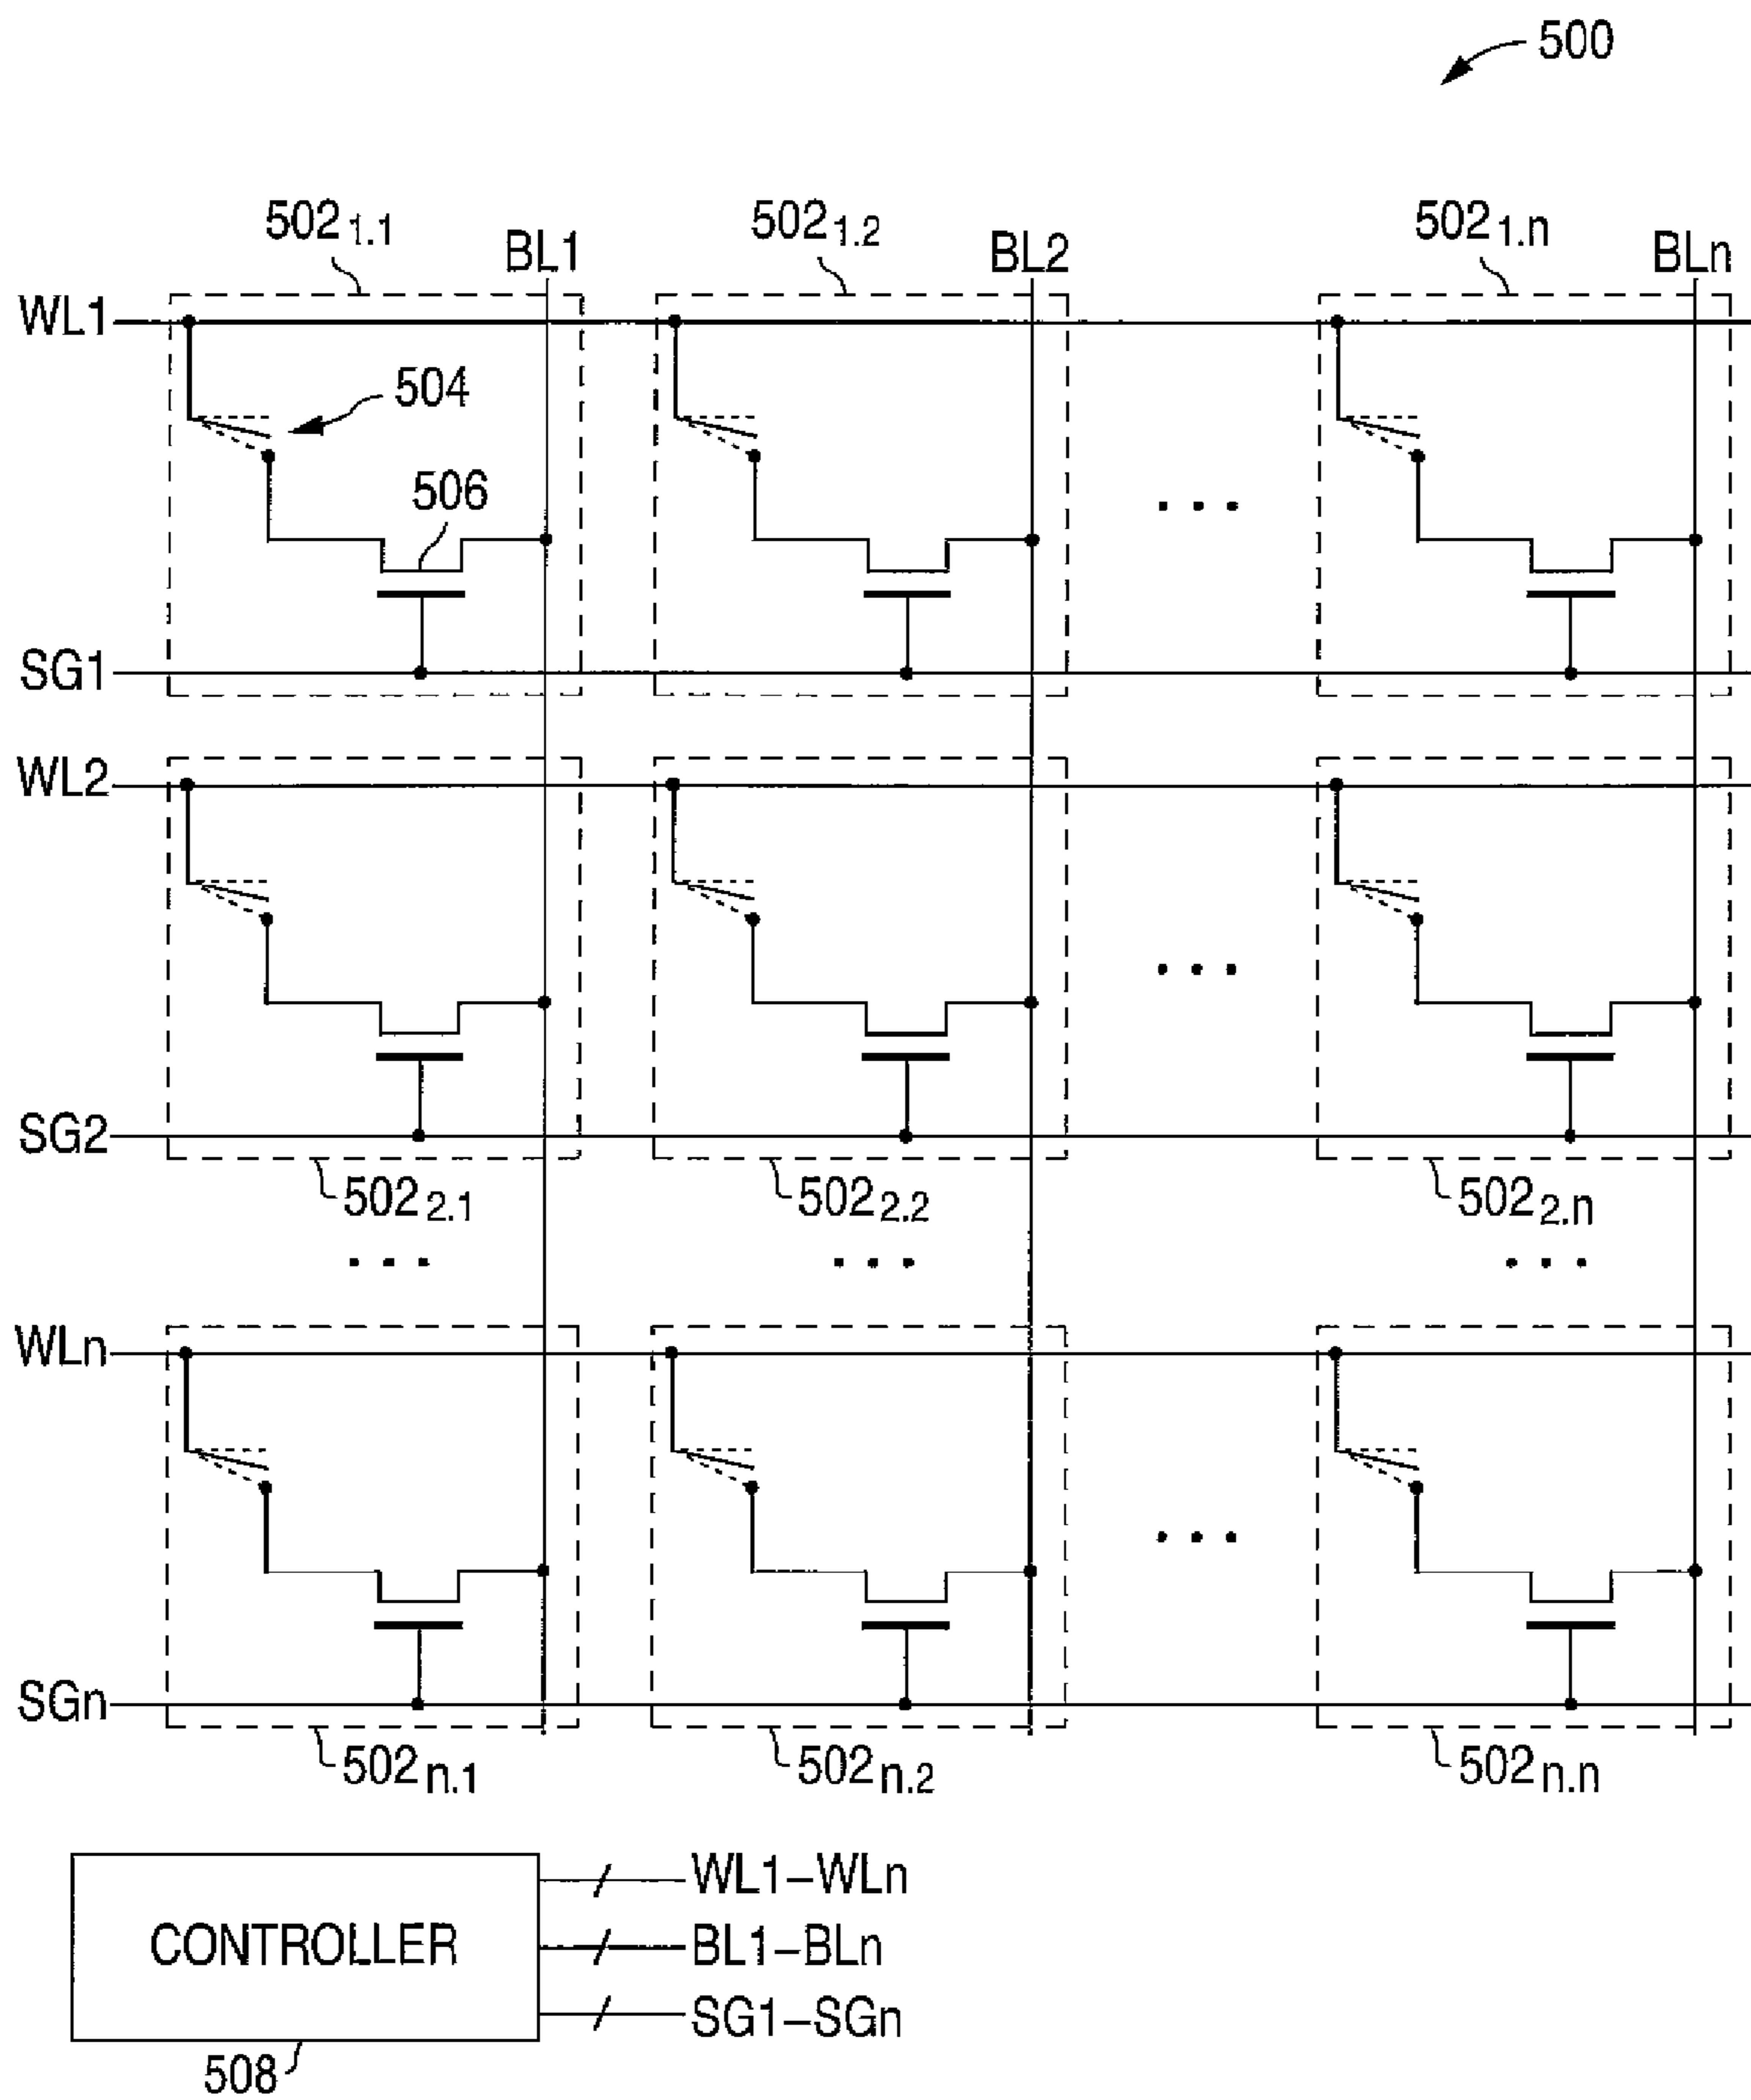 500
502 1.1
502 1.2
502 1.n
BL1
BL2
BLn
WL1
504
506
SG1
WL2
SG2
502 2.1
502 2.2
502 2.n
WLn
SGn
502 n.1
502 n.2
502 n.n
CONTROLLER
WL1–WLn
BL1–BLn
SG1–SGn
508